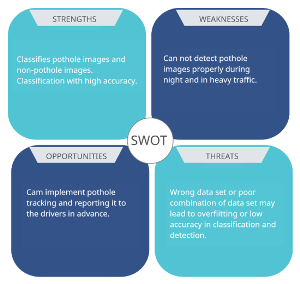 STRENGTHS
Classifies pothole images and
non-pothole images.
Classification with high accuracy.
WEAKNESSES
Can not detect pothole
images properly during
night and in heavy traffic.
SWOT
OPPORTUNITIES
Cam implement pothole
tracking and reporting it to
the drivers in advance.
THREATS
Wrong data set or poor
combination of data set may
lead to overfiitting or low
accuracy in classification and
detection.